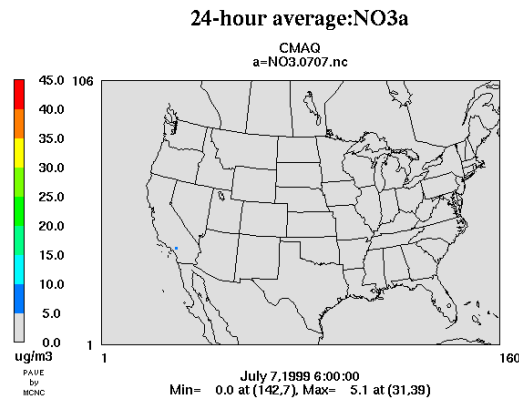 24-hour average:NO3a
CMAQ
a=NO3.0707.nc
106
45.0
40.0
35.0
30.0
25.0
20.0
15.0
10.0
5.0
0.0
ug/m3
PAVE
by
MCNC
1
1
160
July 7,1999 6:00:00
Min= 0.0 at (142,7), Max= 5.1 at (31,39)